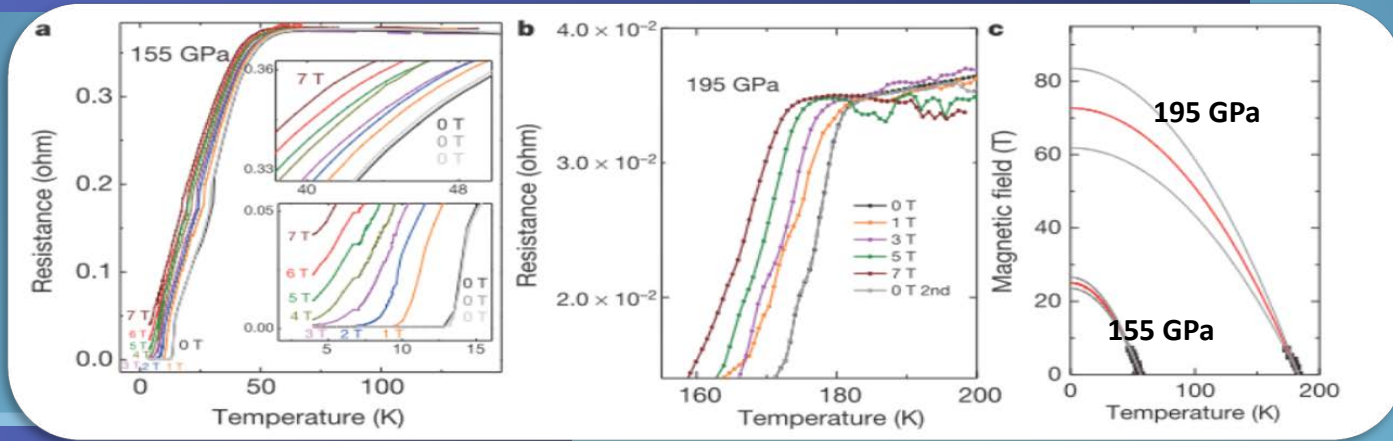 a
155 GPa
Resistance (ohm)
0.3
0.2
0.1
0.0
0
50
100
Temperature (K)
7 T
6 T
5 T
4 T
3 T
2 T
1 T
0 T
0.36
0.33
40
48
7 T
0 T
0 T
0 T
0.05
0.00
5
10
15
7 T
6 T
5 T
4 T
3 T
2 T
1 T
0 T
0 T
0 T
b
195 GPa
Resistance (ohm)
4.0 × 10⁻²
3.0 × 10⁻²
2.0 × 10⁻²
160
180
200
Temperature (K)
0 T
1 T
3 T
5 T
7 T
0 T 2nd
c
Magnetic field (T)
80
60
40
20
0
0
100
200
Temperature (K)
195 GPa
155 GPa